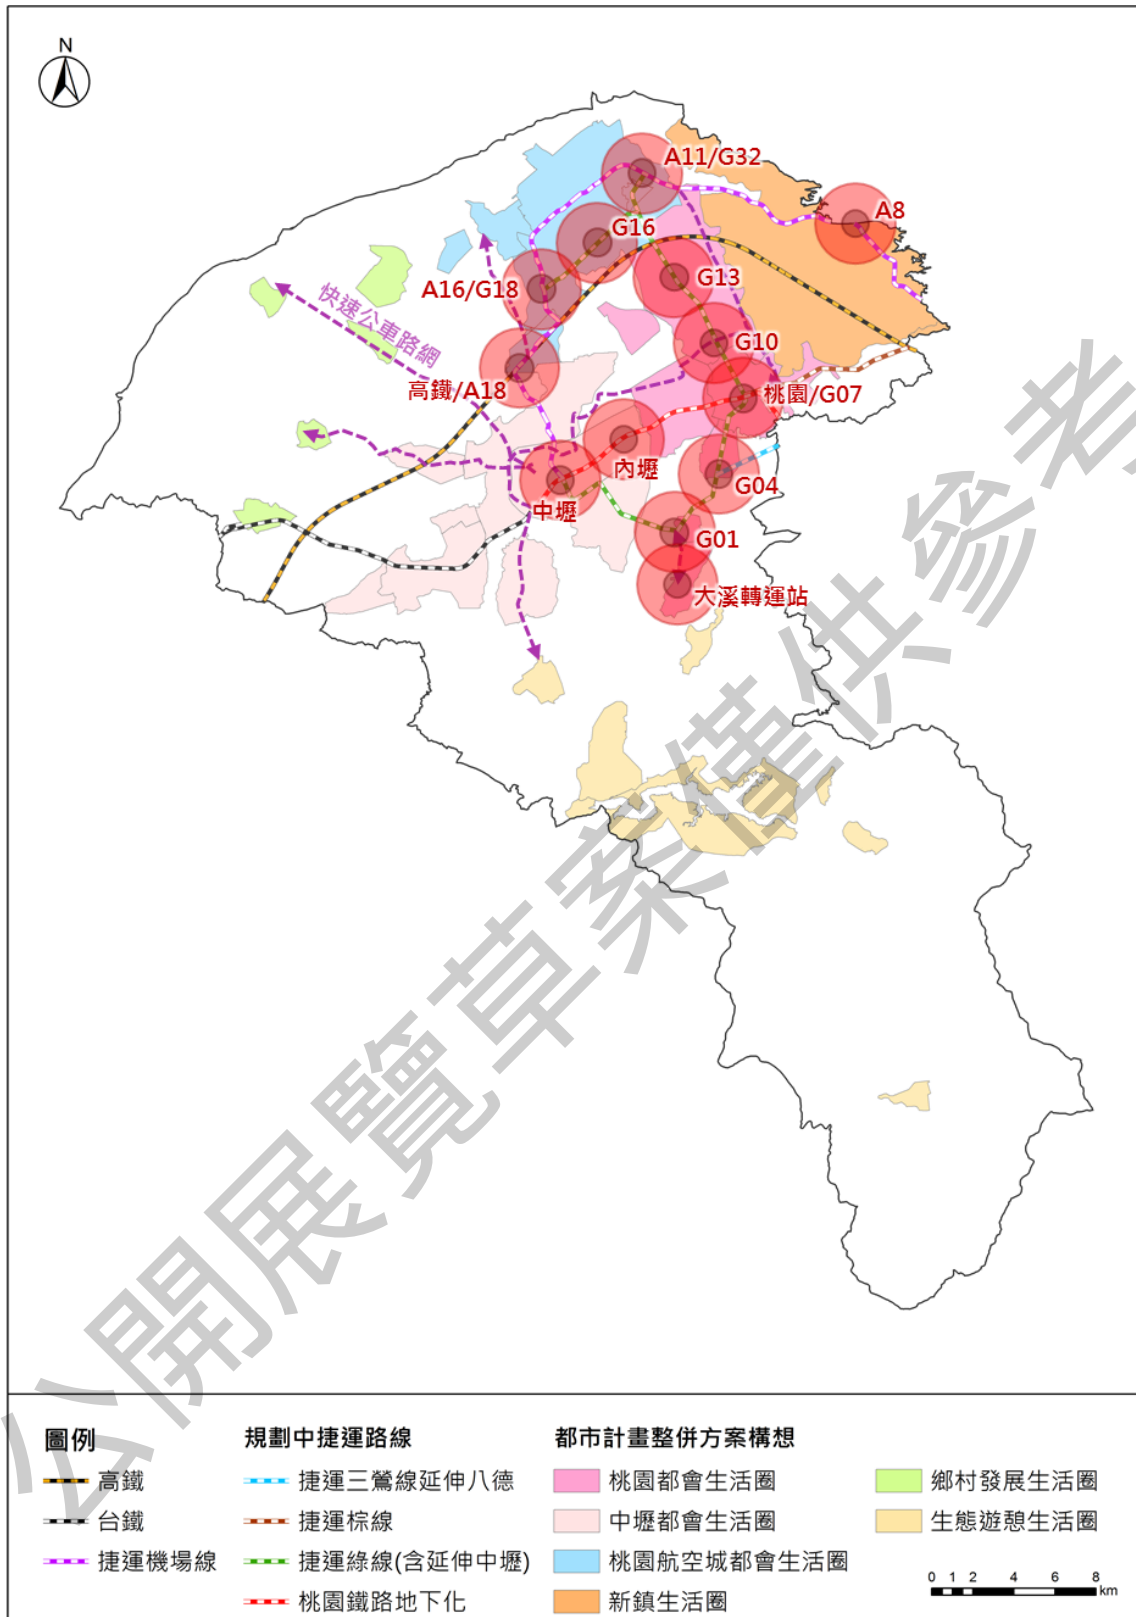 N
A11/G32
A8
G16
G13
A16/G18
快速公車路網
G10
高鐵/A18
桃園/G07
內壢
G04
中壢
G01
大溪轉運站
公開展覽草案僅供參考
圖例
高鐵
台鐵
捷運機場線
規劃中捷運路線
捷運三鶯線延伸八德
捷運棕線
捷運綠線(含延伸中壢)
桃園鐵路地下化
都市計畫整併方案構想
桃園都會生活圈
中壢都會生活圈
桃園航空城都會生活圈
新鎮生活圈
鄉村發展生活圈
生態遊憩生活圈
0 1 2 4 6 8
km